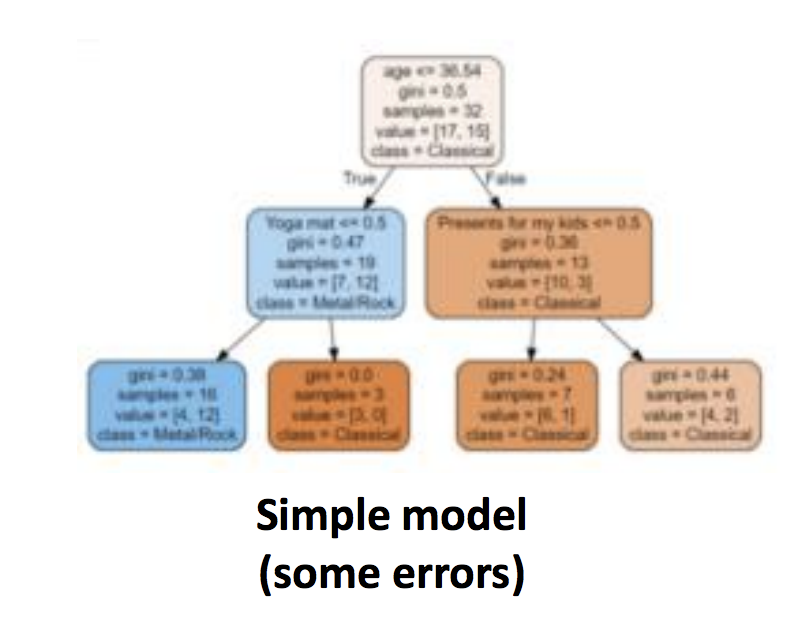 age <= 36.54
gini = 0.5
samples = 32
value = [17, 15]
class = Classical
True
False
Yoga mat <= 0.5
gini = 0.47
samples = 19
value = [7, 12]
class = Metal/Rock
Presents for my kids <= 0.5
gini = 0.36
samples = 13
value = [10, 3]
class = Classical
gini = 0.38
samples = 16
value = [4, 12]
class = Metal/Rock
gini = 0.0
samples = 3
value = [3, 0]
class = Classical
gini = 0.24
samples = 7
value = [6, 1]
class = Classical
gini = 0.44
samples = 6
value = [4, 2]
class = Classical
Simple model
(some errors)